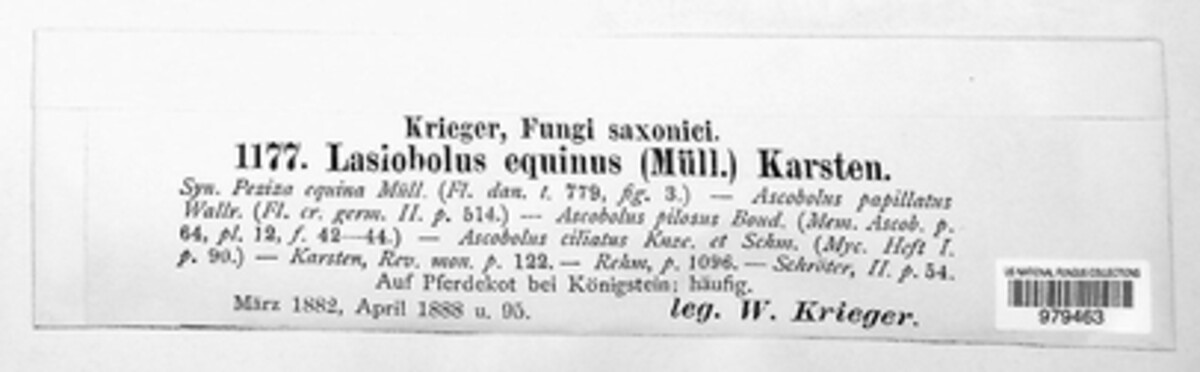 Krieger, Fungi saxonici.
1177. Lasiobolus equinus (Müll.) Karsten.
Syn. Peziza equina Müll. (Fl. dan. t. 779, fig. 3.) — Ascobolus papillatus
Wallr. (Fl. cr. germ. II. p. 514.) — Ascobolus pilosus Boud. (Mem. Ascob. p.
64, pl. 12, f. 42—44.) — Ascobolus ciliatus Kunze. et Schm. (Myc. Heft I.
p. 90.) — Karsten, Rev. mon. p. 122. — Rehm, p. 1096. — Schröter, II. p. 54.
Auf Pferdekot bei Königstein; häufig.
März 1882, April 1888 u. 95.
leg. W. Krieger.
US NATIONAL FUNGUS COLLECTIONS
979463